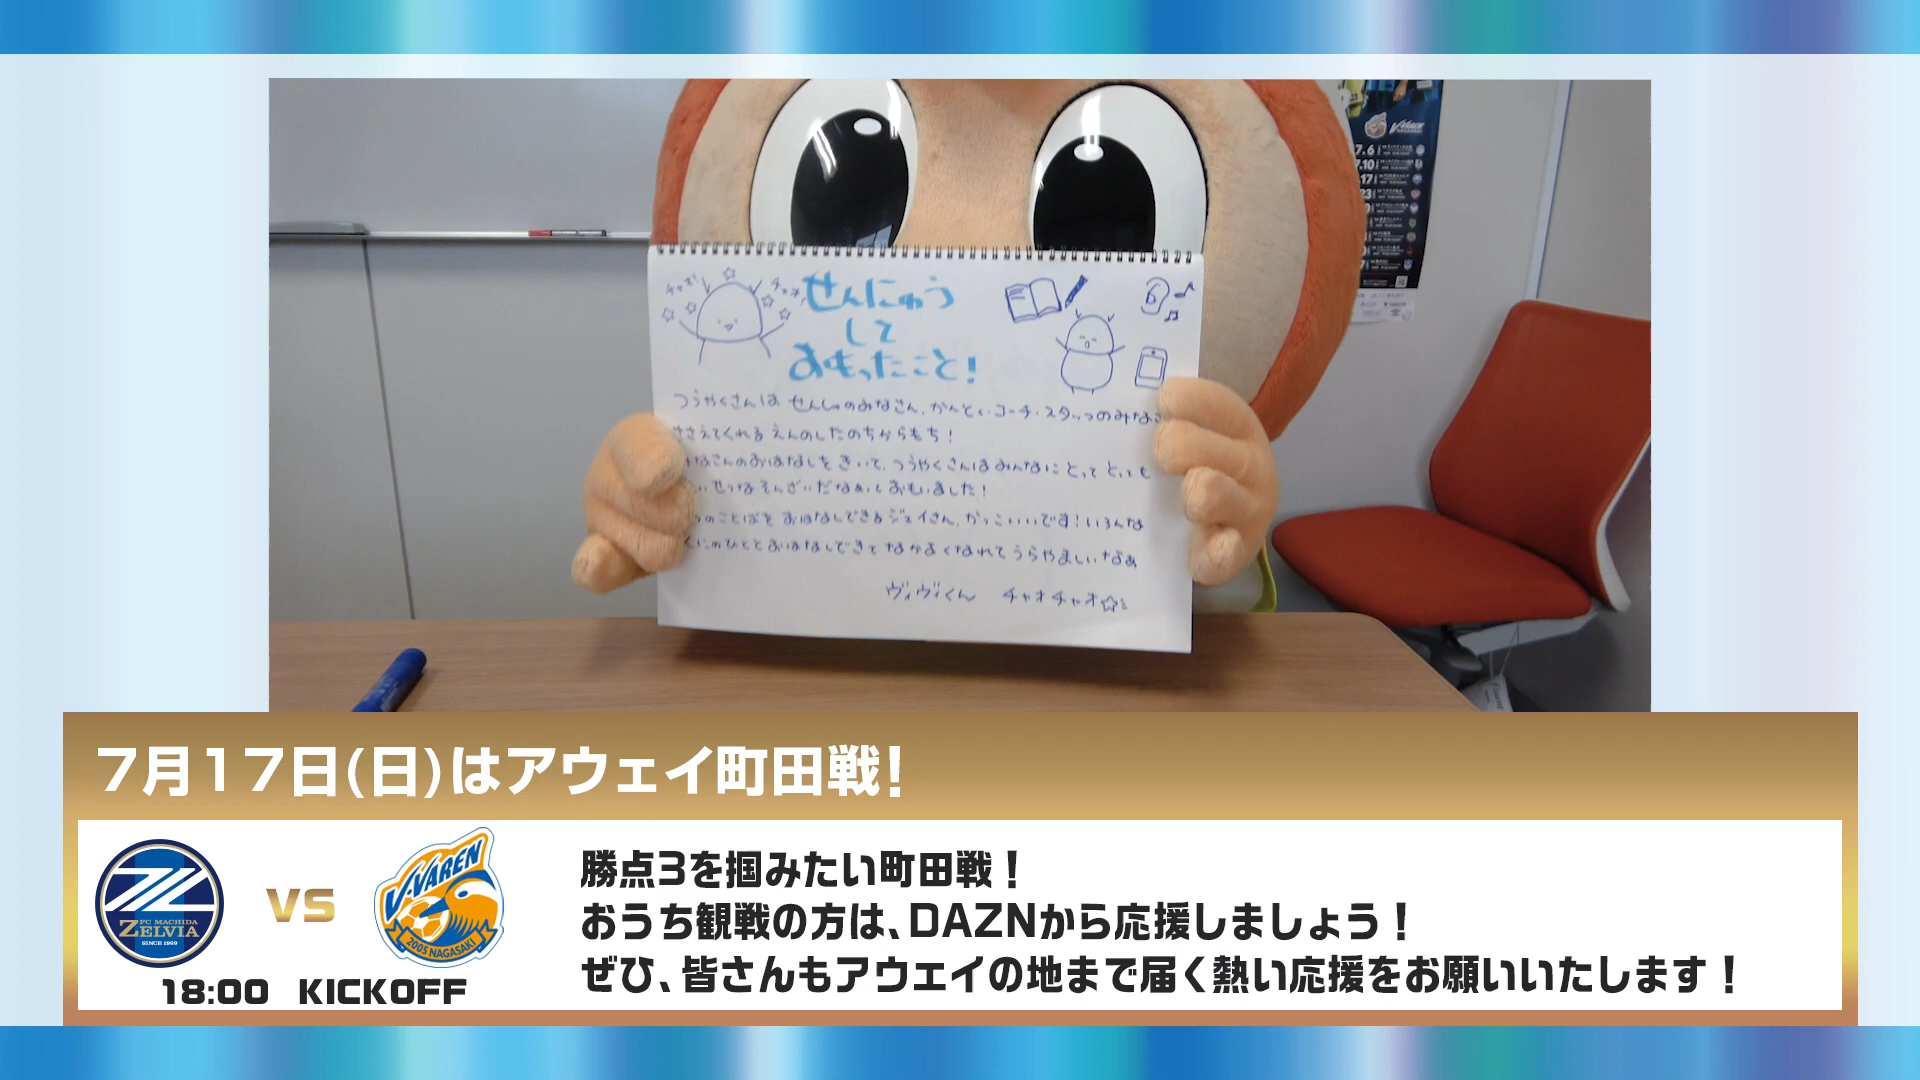 チャオ!
チャオ!
せんにゅう
して
おもったこと!
つうやくさんは せんしゅのみなさん、かんとく・コーチ・スタッフのみなさ
ささえてくれる えんのしたのちからもち!
なさんのおはなしを きいて、つうやくさんは みんなに とって とっても
いせつな そんざいだなぁ、と おもいました!
のことばを おはなしできる ジェイさん、かっこいいです! いろんな
くにのひとと おはなしできて なかよくなれて うらやましいなぁ
ヴィヴィくん チャオチャオ☆
V-VAREN
7.6
7.10
17
23
7月17日(日)はアウェイ町田戦!
FC MACHIDA
ZELVIA
SINCE 1989
VS
V-VAREN
2005 NAGASAKI
18:00 KICKOFF
勝点3を掴みたい町田戦!
おうち観戦の方は、DAZNから応援しましょう!
ぜひ、皆さんもアウェイの地まで届く熱い応援をお願いいたします!